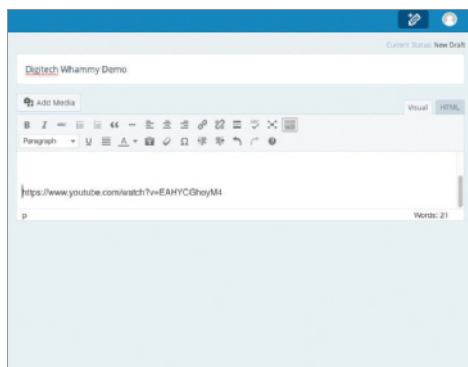 Current Status: New Draft
Digitech Whammy Demo
Add Media
Visual HTML
Paragraph
https://www.youtube.com/watch?v=EAHYCGhoyM4
p Words: 21